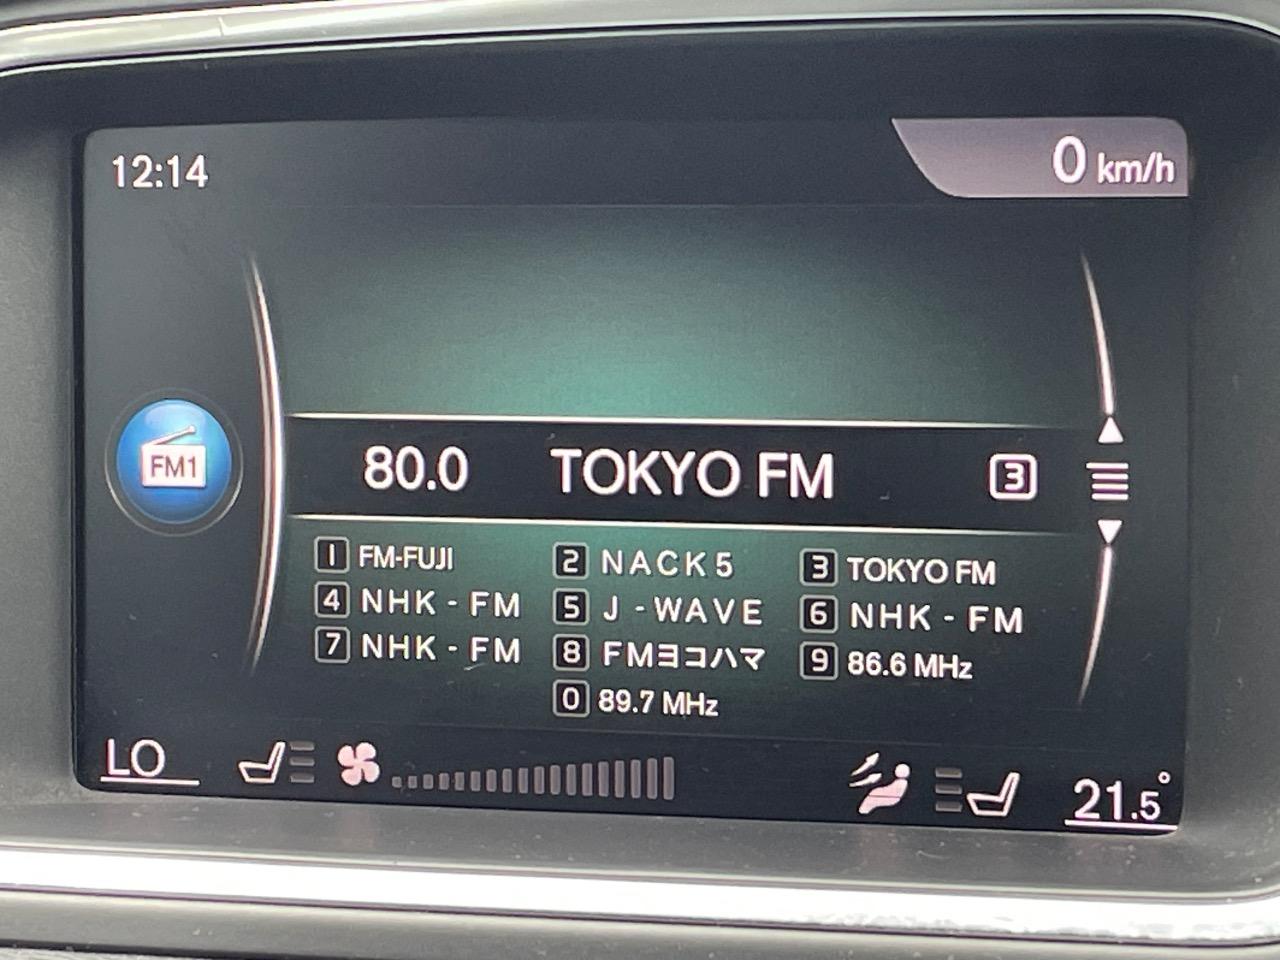 12:14
0 km/h
FM1
80.0 TOKYO FM 3
1 FM-FUJI 2 NACK5 3 TOKYO FM
4 NHK-FM 5 J-WAVE 6 NHK-FM
7 NHK-FM 8 FMヨコハマ 9 86.6 MHz
0 89.7 MHz
LO 21.5°